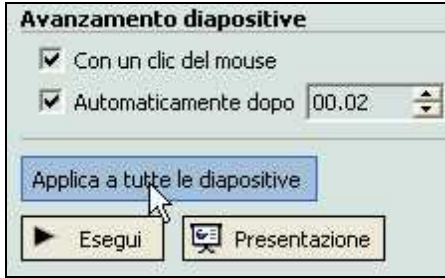 Avanzamento diapositive
Con un clic del mouse
Automaticamente dopo 00.02
Applica a tutte le diapositive
Esegui Presentazione